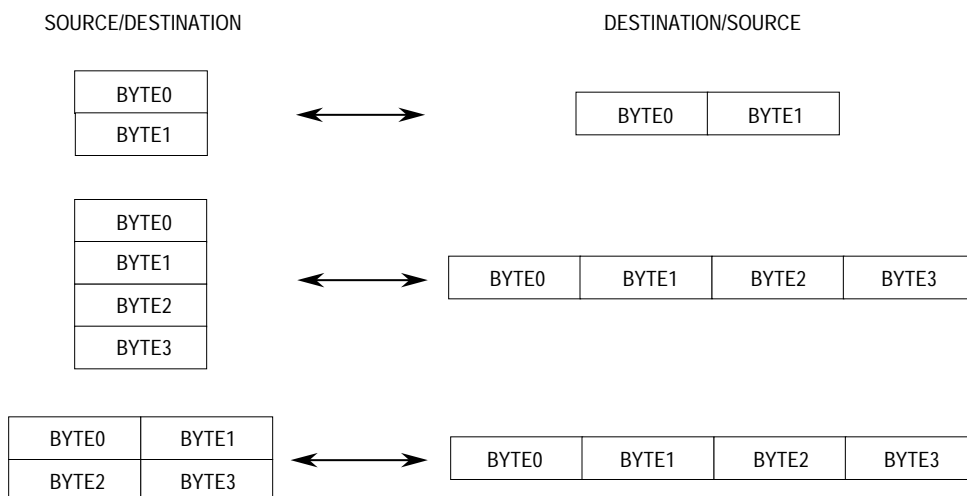 SOURCE/DESTINATION
DESTINATION/SOURCE
BYTE0
BYTE1
BYTE0 BYTE1
BYTE0
BYTE1
BYTE2
BYTE3
BYTE0 BYTE1 BYTE2 BYTE3
BYTE0 BYTE1
BYTE2 BYTE3
BYTE0 BYTE1 BYTE2 BYTE3